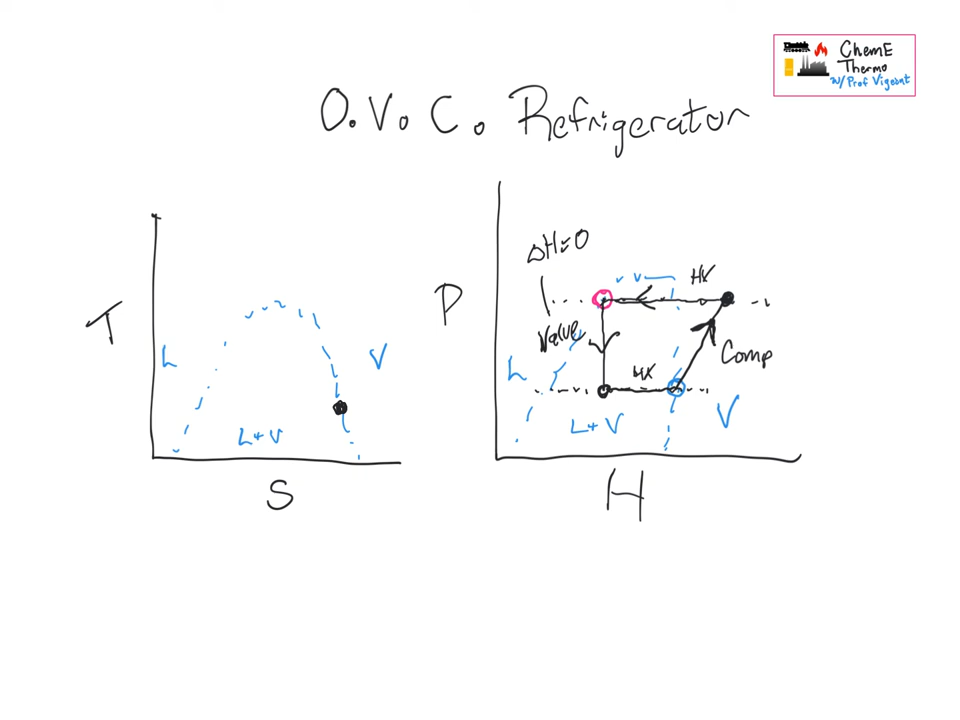 ChemE
Thermo
w/ Prof Vigeant
O.V.C. Refrigerator
T
L
V
L+V
S
P
ΔH=0
HX
Valve
Comp
L
HX
L+V
V
H